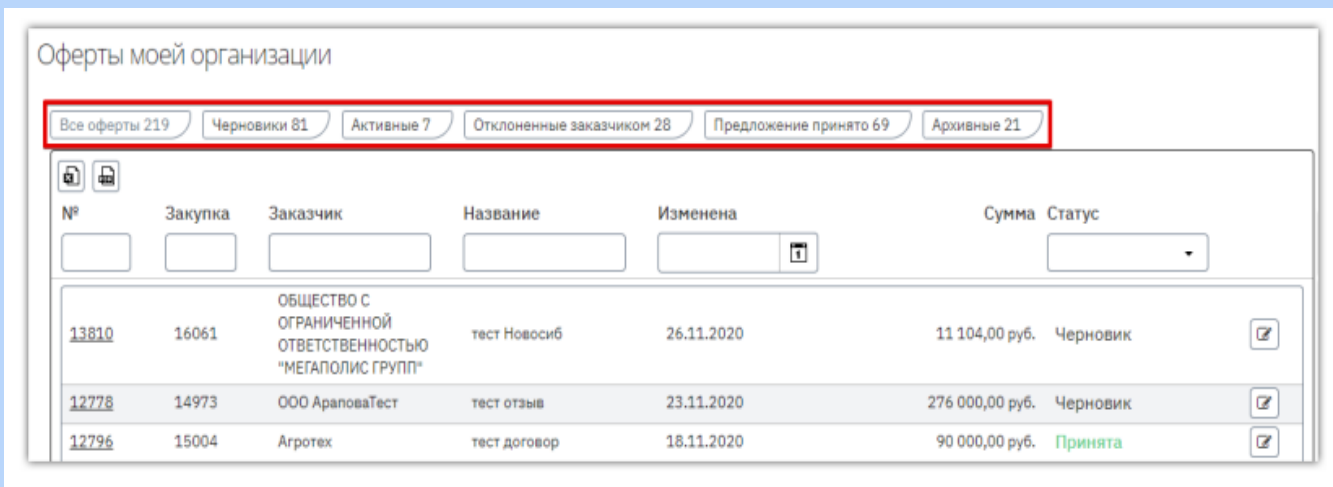 Оферты моей организации
Все оферты 219 Черновики 81 Активные 7 Отклоненные заказчиком 28 Предложение принято 69 Архивные 21
№ Закупка Заказчик Название Изменена Сумма Статус
1
ОБЩЕСТВО С
ОГРАНИЧЕННОЙ
13810 16061 тест Новосиб 26.11.2020 11 104,00 руб. Черновик
ОТВЕТСТВЕННОСТЬЮ
"МЕГАПОЛИС ГРУПП"
12778 14973 ООО АраповаТест тест отзыв 23.11.2020 276 000,00 руб. Черновик
12796 15004 Агротех тест договор 18.11.2020 90 000,00 руб. Принята